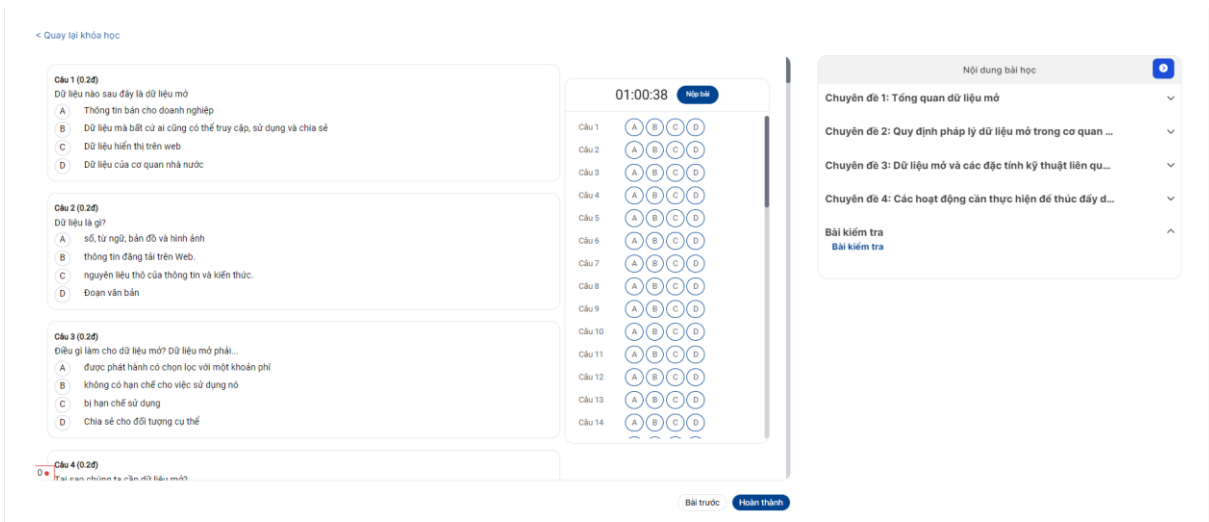 < Quay lại khóa học
Câu 1 (0.2đ)
Dữ liệu nào sau đây là dữ liệu mở
A Thông tin bán cho doanh nghiệp
B Dữ liệu mà bất cứ ai cũng có thể truy cập, sử dụng và chia sẻ
C Dữ liệu hiển thị trên web
D Dữ liệu của cơ quan nhà nước
Câu 2 (0.2đ)
Dữ liệu là gì?
A số, từ ngữ, bản đồ và hình ảnh
B thông tin đăng tải trên Web.
C nguyên liệu thô của thông tin và kiến thức.
D Đoạn văn bản
Câu 3 (0.2đ)
Điều gì làm cho dữ liệu mở? Dữ liệu mở phải...
A được phát hành có chọn lọc với một khoản phí
B không có hạn chế cho việc sử dụng nó
C bị hạn chế sử dụng
D Chia sẻ cho đối tượng cụ thể
Câu 4 (0.2đ)
Tại sao chúng ta cần dữ liệu mở?
0
01:00:38 Nộp bài
Câu 1 A B C D
Câu 2 A B C D
Câu 3 A B C D
Câu 4 A B C D
Câu 5 A B C D
Câu 6 A B C D
Câu 7 A B C D
Câu 8 A B C D
Câu 9 A B C D
Câu 10 A B C D
Câu 11 A B C D
Câu 12 A B C D
Câu 13 A B C D
Câu 14 A B C D
Bài trước Hoàn thành
Nội dung bài học
Chuyên đề 1: Tổng quan dữ liệu mở
Chuyên đề 2: Quy định pháp lý dữ liệu mở trong cơ quan ...
Chuyên đề 3: Dữ liệu mở và các đặc tính kỹ thuật liên qu...
Chuyên đề 4: Các hoạt động cần thực hiện để thúc đẩy d...
Bài kiểm tra
Bài kiểm tra